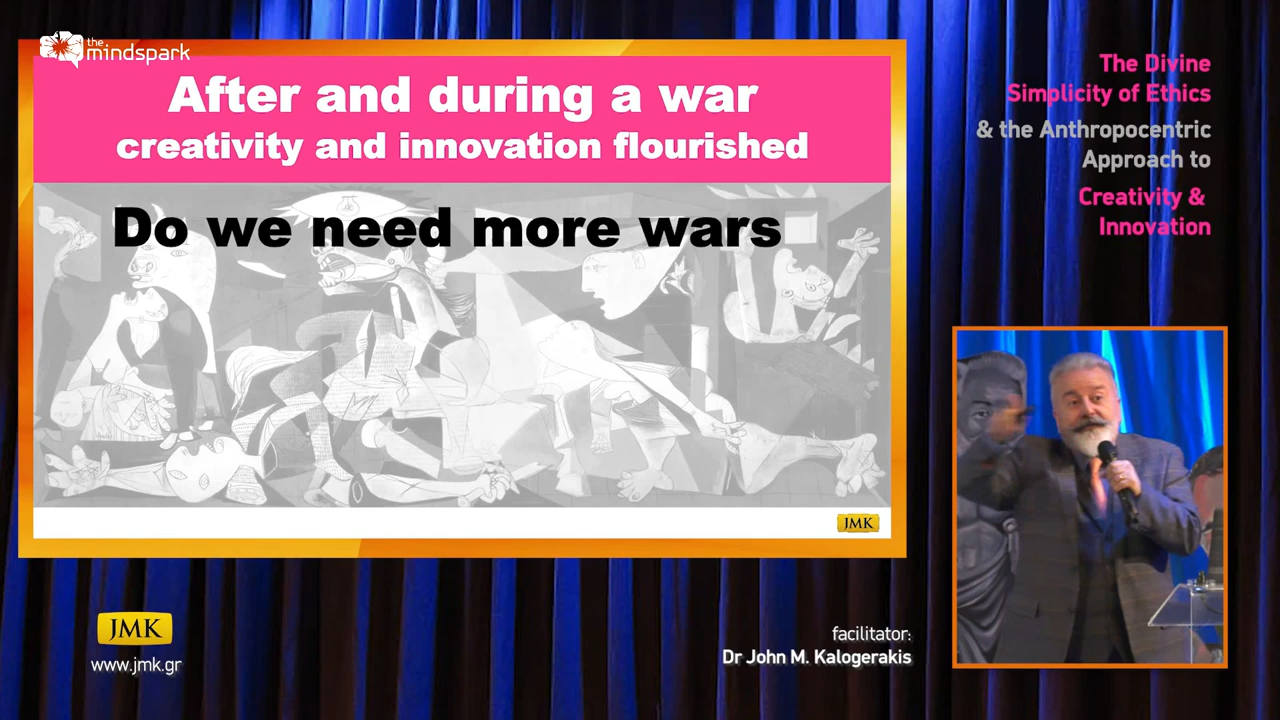 the
mindspark
After and during a war
creativity and innovation flourished
Do we need more wars
JMK
The Divine
Simplicity of Ethics
& the Anthropocentric
Approach to
Creativity &
Innovation
JMK
www.jmk.gr
facilitator:
Dr John M. Kalogerakis